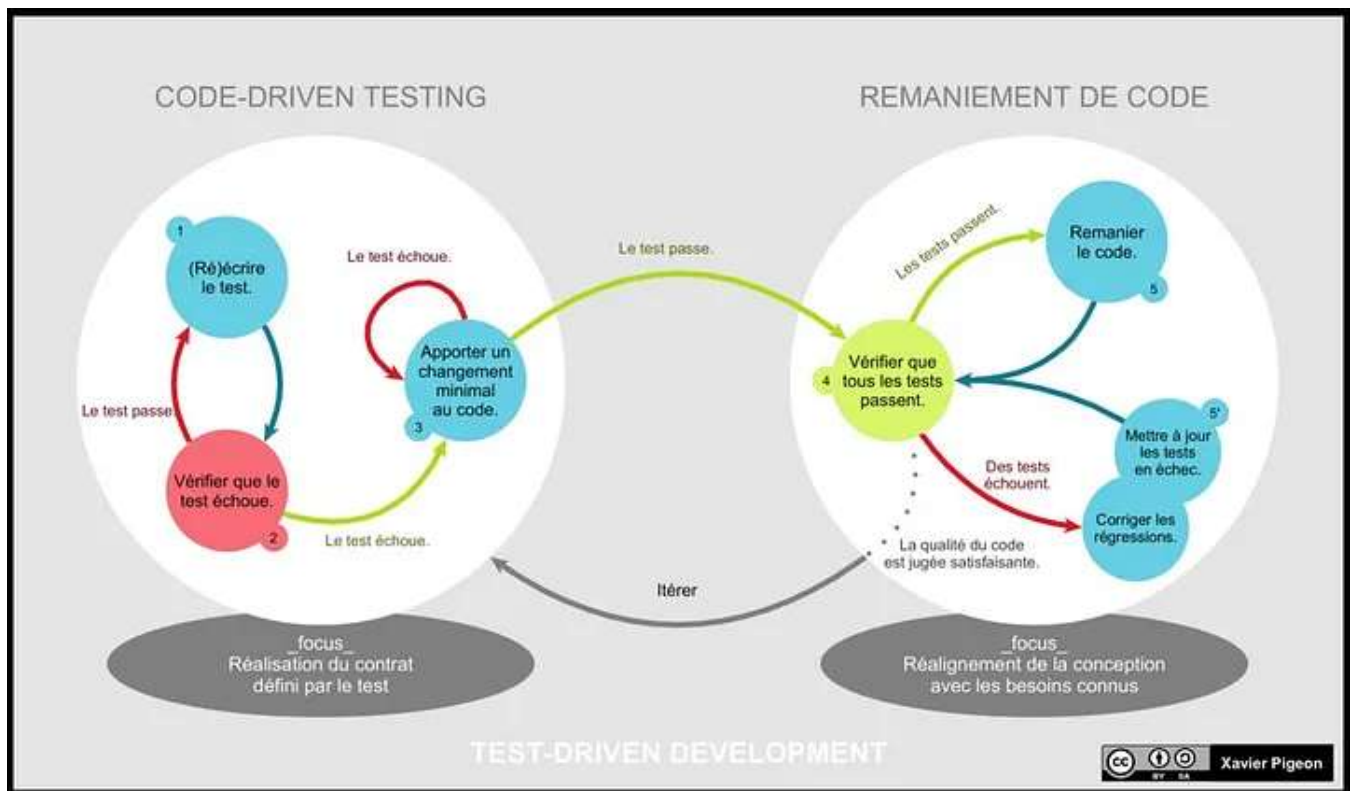 CODE-DRIVEN TESTING
REMANIEMENT DE CODE
1
(Ré)écrire
le test.
Le test passe.
Vérifier que le
test échoue.
2
Le test échoue.
Le test échoue.
Apporter un
changement
minimal
au code.
3
Le test passe.
4
Vérifier que
tous les tests
passent.
Les tests passent.
Remanier
le code.
5
5'
Mettre à jour
les tests
en échec.
Des tests
échouent.
Corriger les
régressions.
La qualité du code
est jugée satisfaisante.
Itérer
_focus_
Réalisation du contrat
défini par le test
_focus_
Réalignement de la conception
avec les besoins connus
TEST-DRIVEN DEVELOPMENT
cc
BY SA
Xavier Pigeon